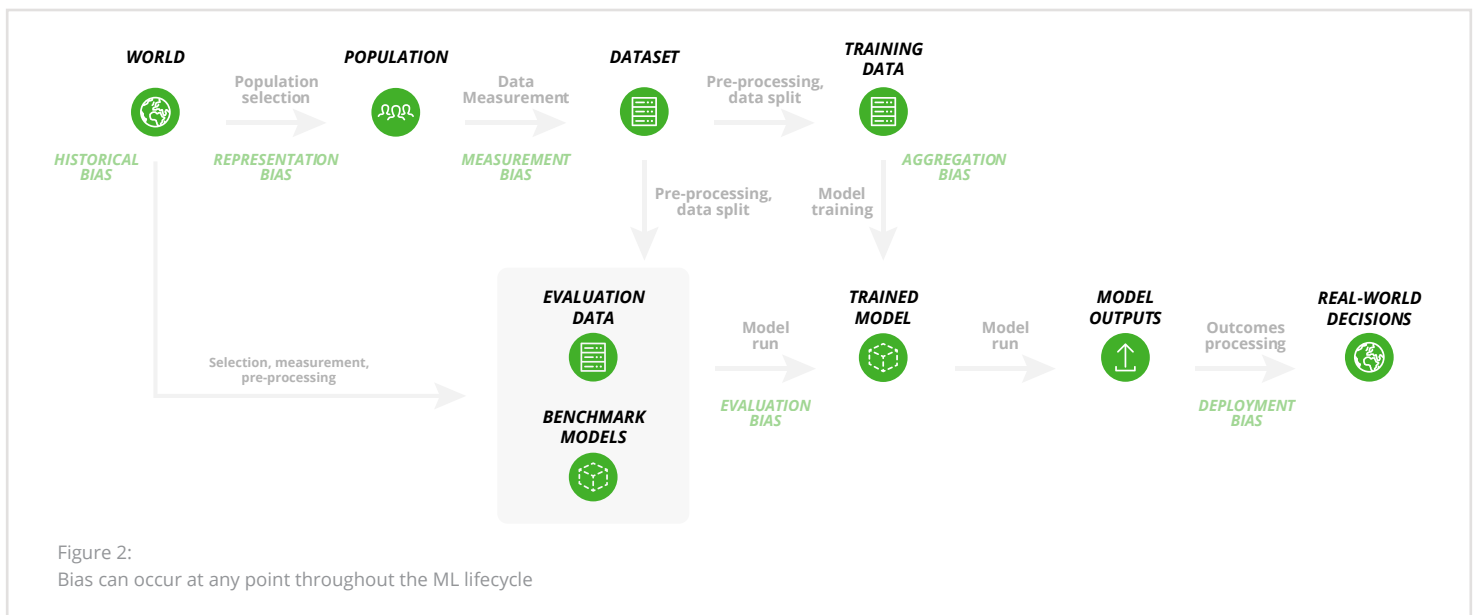 WORLD
POPULATION
DATASET
TRAINING
DATA
Population
selection
Data
Measurement
Pre-processing,
data split
HISTORICAL
BIAS
REPRESENTATION
BIAS
MEASUREMENT
BIAS
AGGREGATION
BIAS
Pre-processing,
data split
Model
training
EVALUATION
DATA
TRAINED
MODEL
MODEL
OUTPUTS
REAL-WORLD
DECISIONS
Model
run
Model
run
Outcomes
processing
Selection, measurement,
pre-processing
EVALUATION
BIAS
DEPLOYMENT
BIAS
BENCHMARK
MODELS
Figure 2:
Bias can occur at any point throughout the ML lifecycle